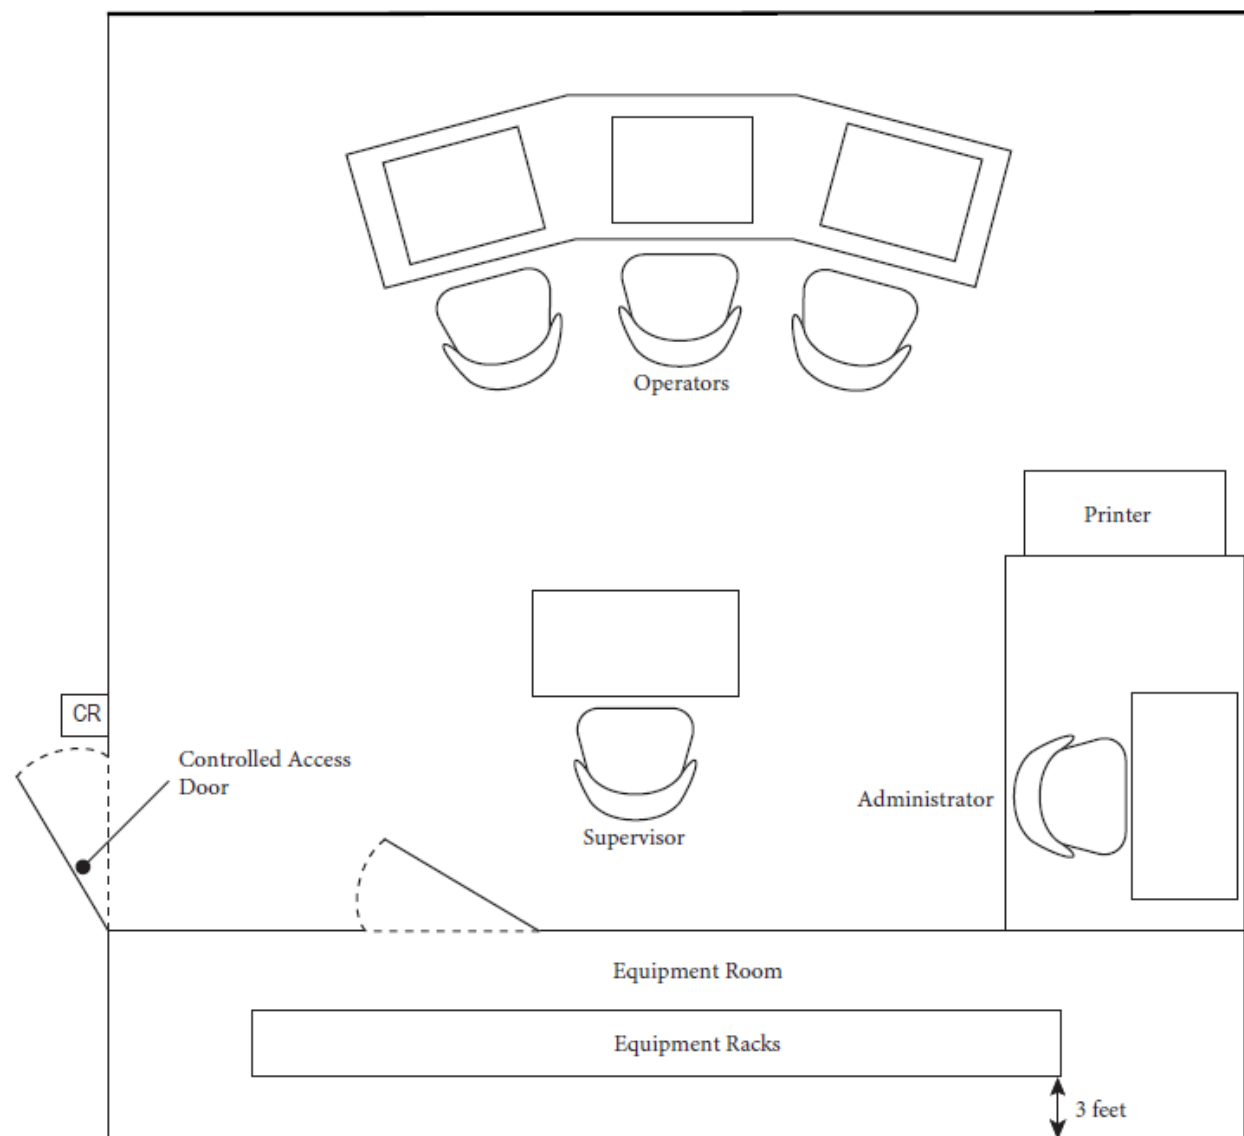 Operators
Printer
CR
Controlled Access
Door
Administrator
Supervisor
Equipment Room
Equipment Racks
3 feet